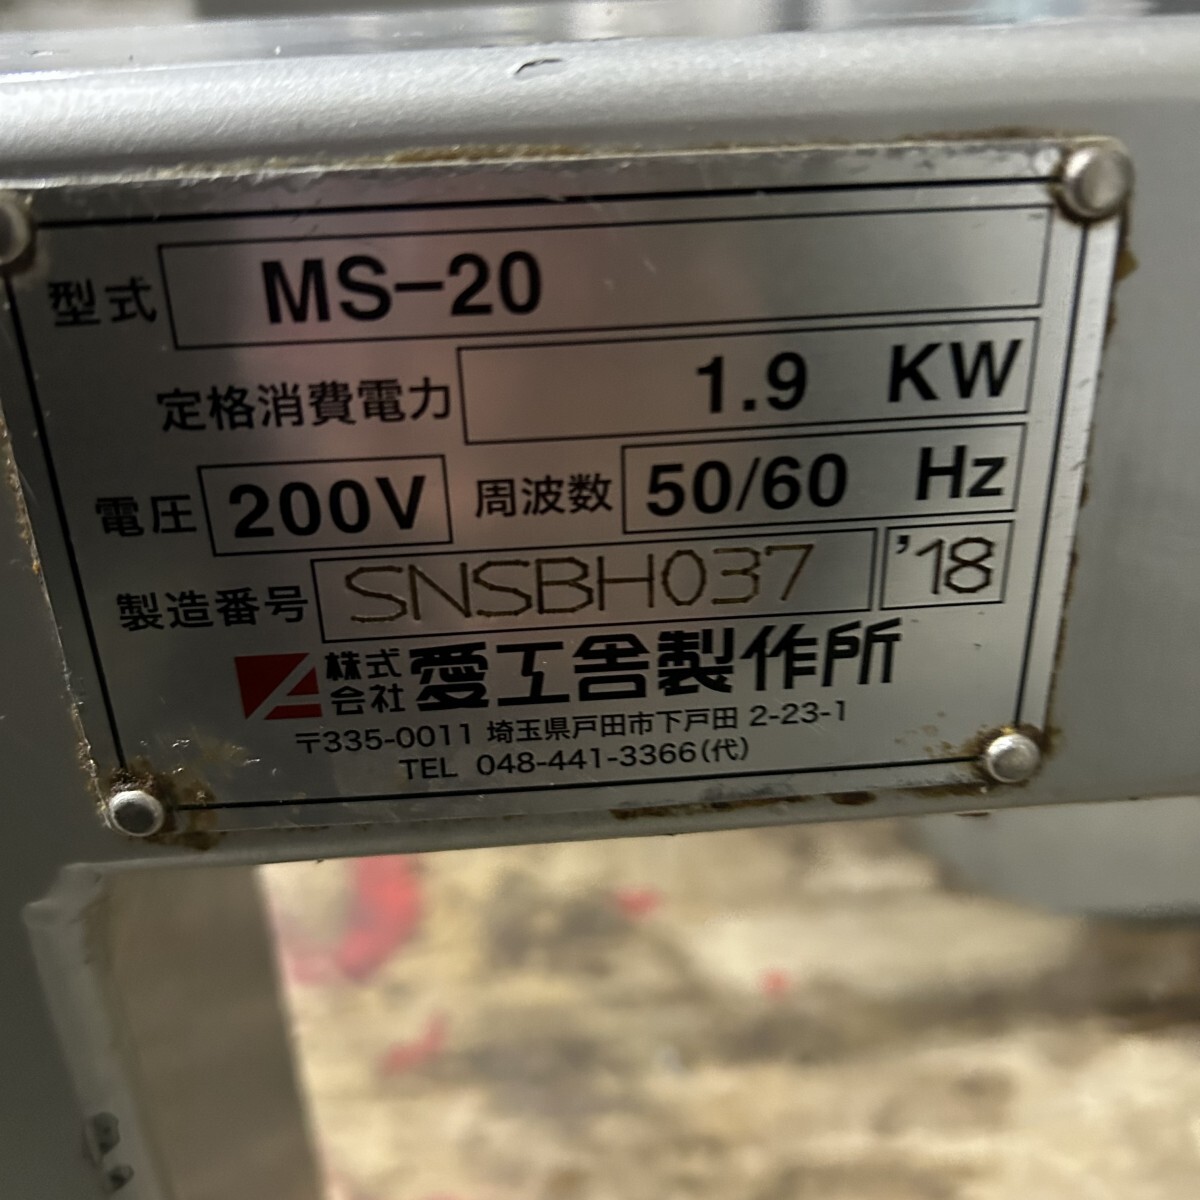 型式 MS-20
定格消費電力 1.9 KW
電圧 200V 周波数 50/60 Hz
製造番号 SNSBH037 '18
株式会社 愛工舎製作所
〒335-0011 埼玉県戸田市下戸田 2-23-1
TEL 048-441-3366(代)